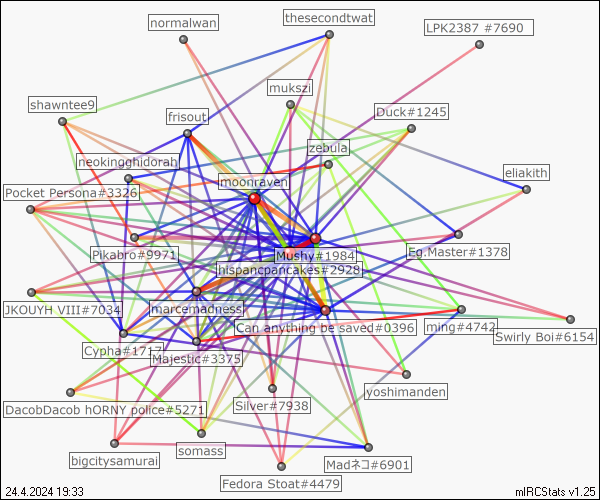 normalwan
thesecondtwat
LPK2387 #7690
mukszi
shawntee9
frisout
Duck#1245
zebula
neokingghidorah
eliakith
moonraven
Pocket Persona#3326
Pikabro#9971
Mushy#1984
Eg.Master#1378
hispancpancakes#2928
JKOUYH VIII#7034
marcemadness
Can anything be saved#0396
ming#4742
Swirly Boi#6154
Cypha#1717
Majestic#3375
yoshimanden
DacobDacob hORNY police#5271
Silver#7938
somass
bigcitysamurai
Madネコ#6901
Fedora Stoat#4479
24.4.2024 19:33
mIRCStats v1.25